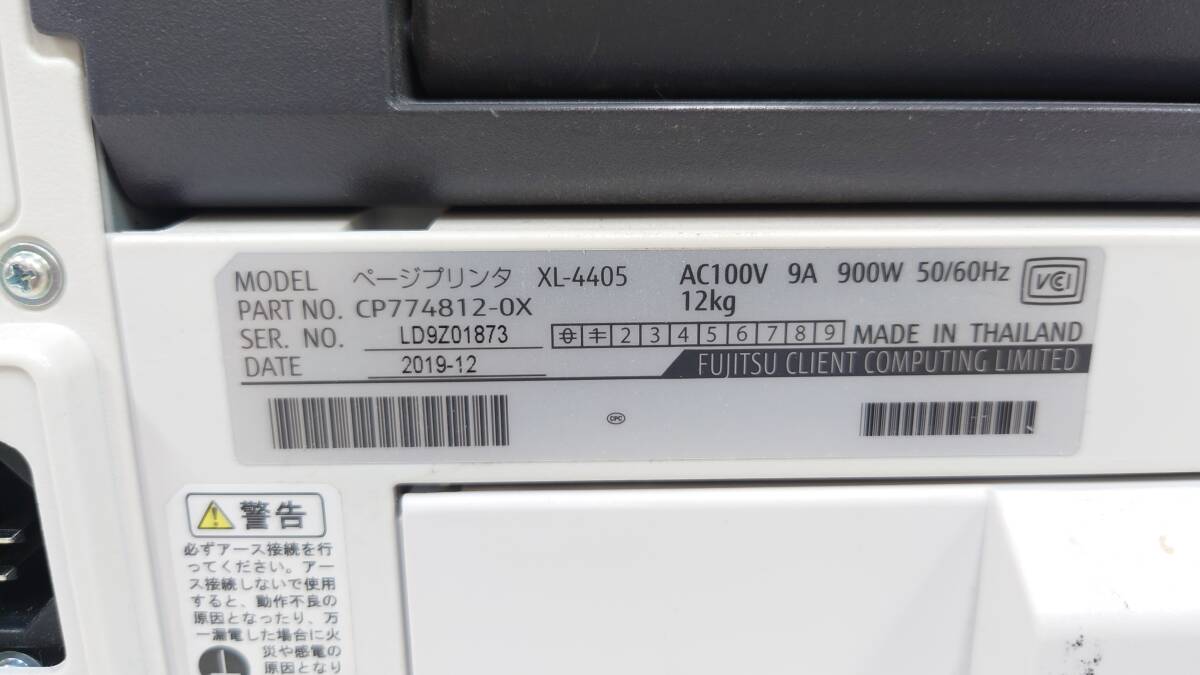 MODEL ページプリンタ XL-4405 AC100V 9A 900W 50/60Hz VCCI
PART NO. CP774812-0X 12kg
SER. NO. LD9Z01873 0 1 2 3 4 5 6 7 8 9 MADE IN THAILAND
DATE 2019-12 FUJITSU CLIENT COMPUTING LIMITED
CPC
警告
必ずアース接続を行
ってください。アー
ス接続しないで使用
すると、動作不良の
原因となったり、万
一漏電した場合に火
災や感電の
原因となり